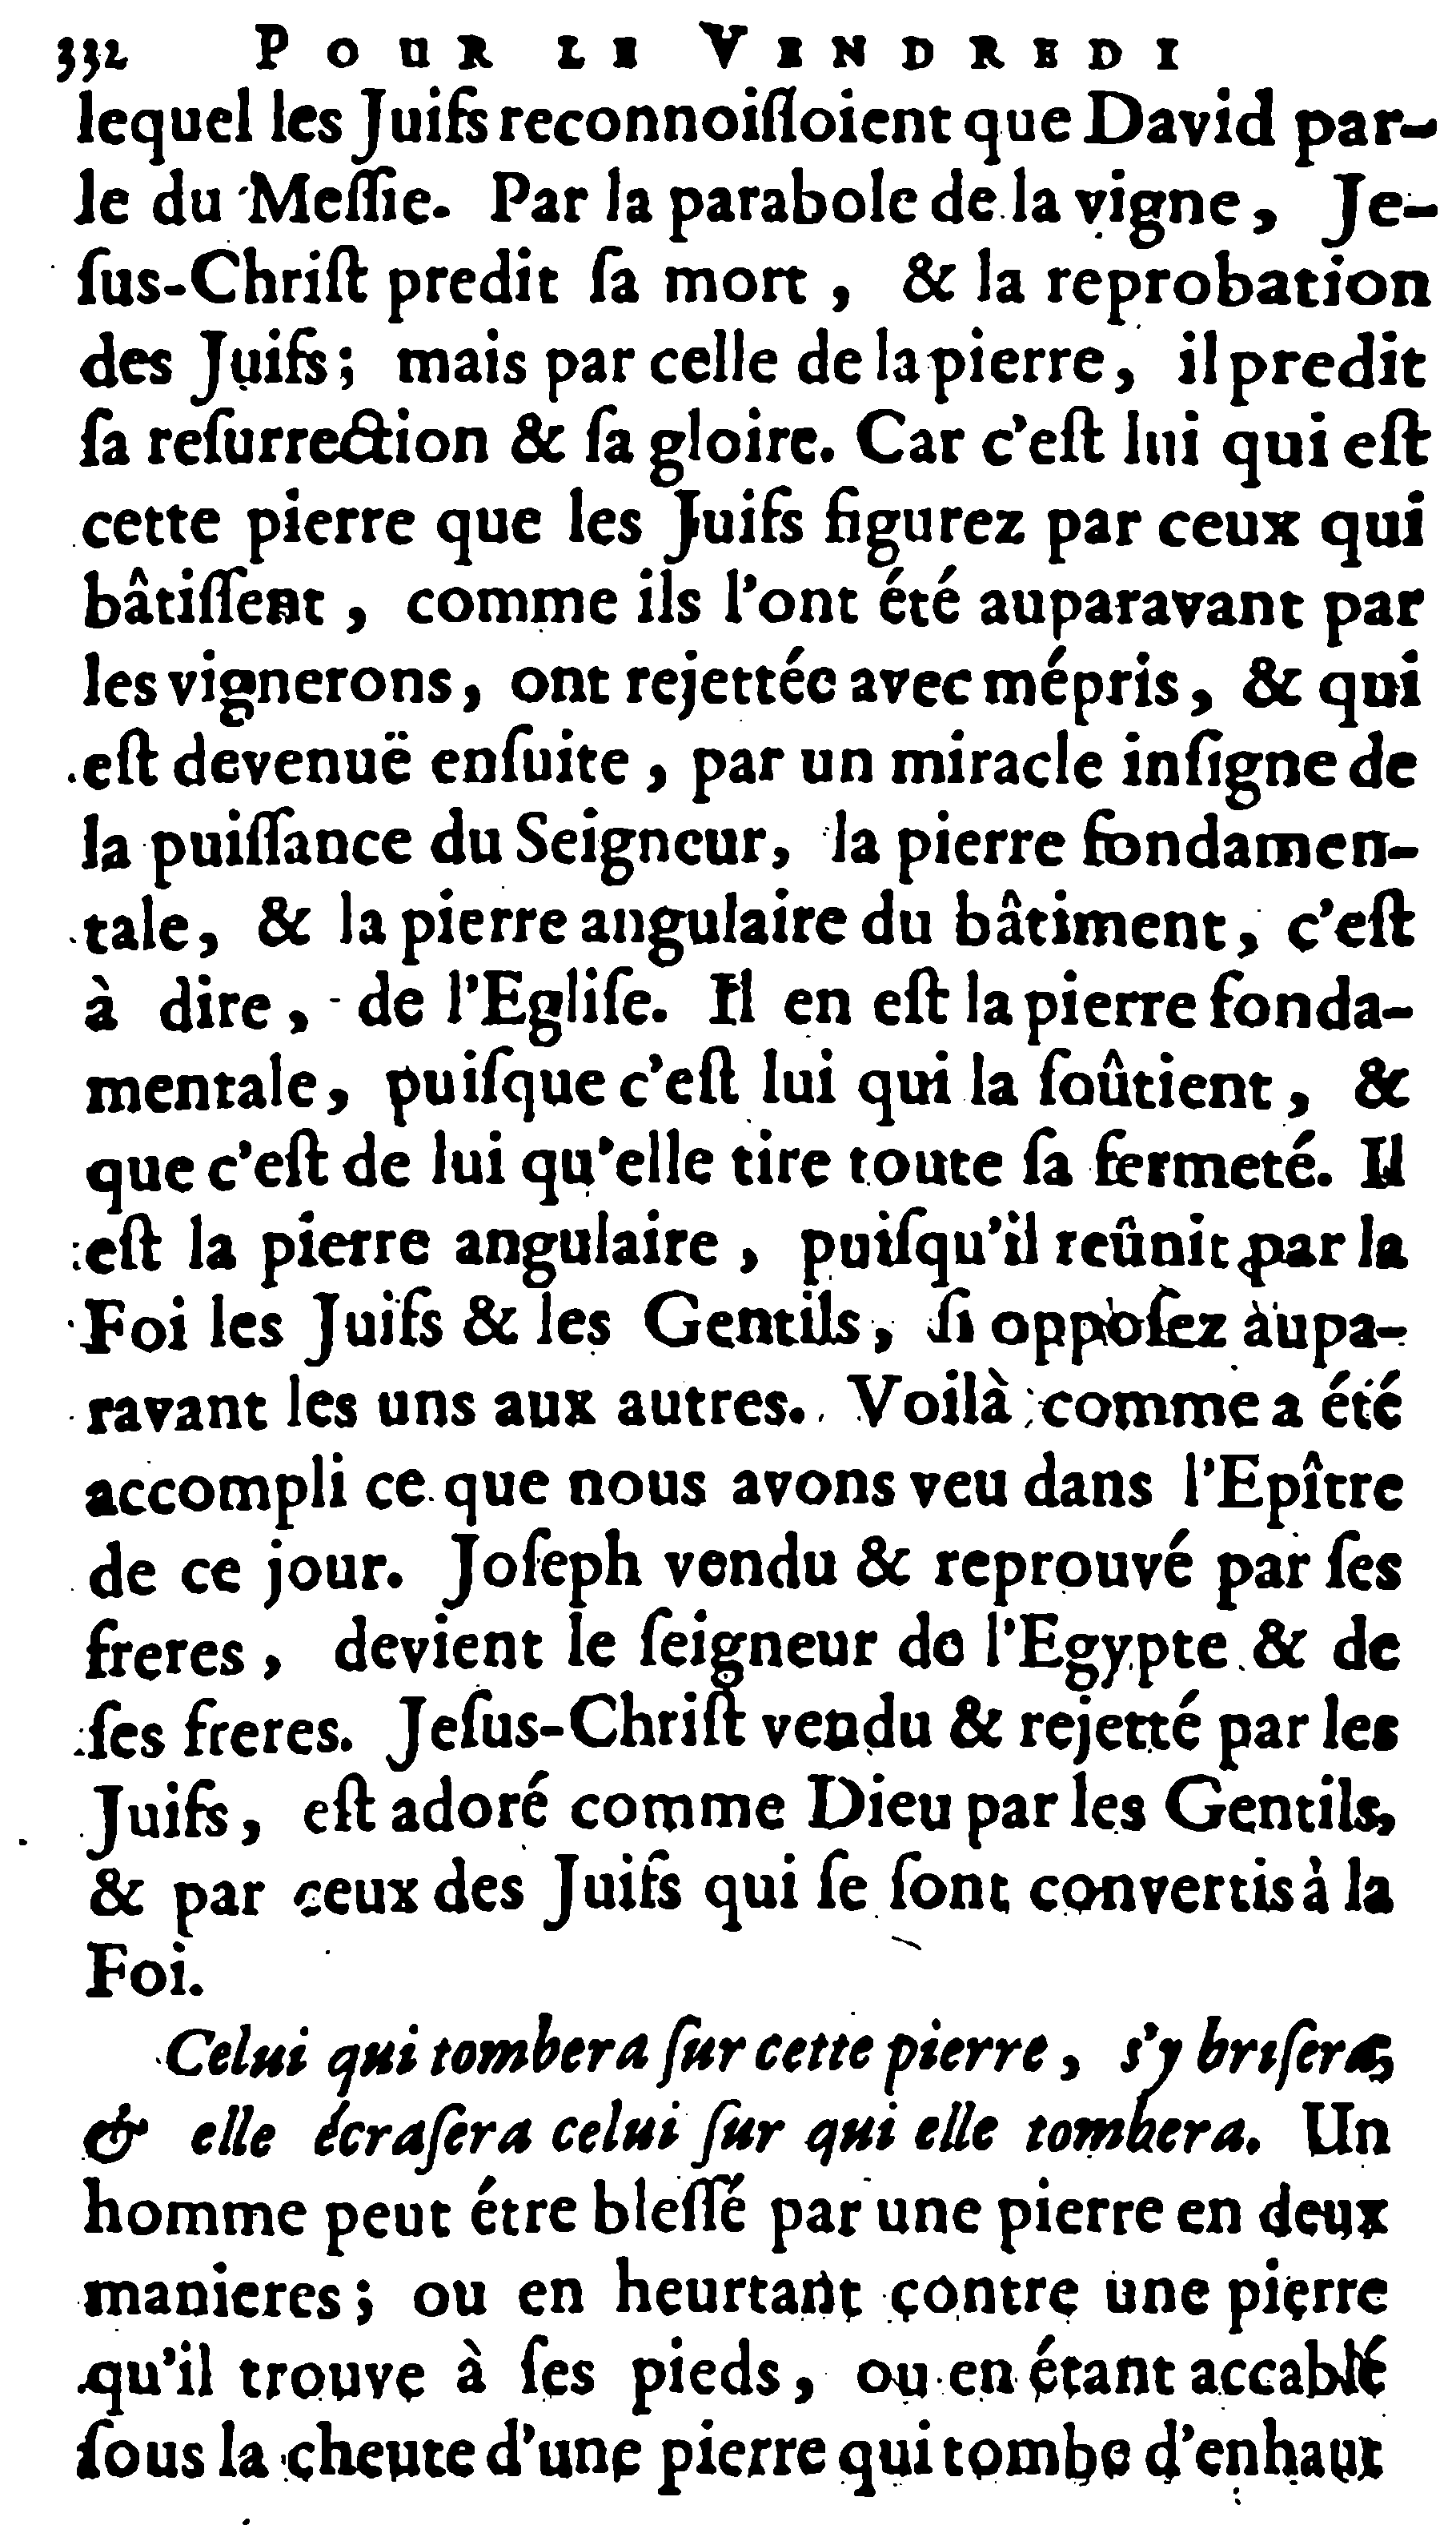 332 POUR LE VENDREDI
lequel les Juifs reconnoiſſoient que David par-
le du Meſſie. Par la parabole de la vigne, Je-
ſus-Chriſt predit ſa mort, & la reprobation
des Juifs; mais par celle de la pierre, il predit
ſa reſurrection & ſa gloire. Car c'eſt lui qui eſt
cette pierre que les Juifs figurez par ceux qui
bâtiſſent, comme ils l'ont été auparavant par
les vignerons, ont rejettée avec mépris, & qui
eſt devenuë enſuite, par un miracle inſigne de
la puiſſance du Seigneur, la pierre fondamen-
tale, & la pierre angulaire du bâtiment, c'eſt
à dire, de l'Egliſe. Il en eſt la pierre fonda-
mentale, puiſque c'eſt lui qui la ſoûtient, &
que c'eſt de lui qu'elle tire toute ſa fermeté. Il
eſt la pierre angulaire, puiſqu'il reûnit par la
Foi les Juifs & les Gentils, ſi oppoſez aupa-
ravant les uns aux autres. Voilà comme a été
accompli ce que nous avons veu dans l'Epître
de ce jour. Joſeph vendu & reprouvé par ſes
freres, devient le ſeigneur de l'Egypte & de
ſes freres. Jeſus-Chriſt vendu & rejetté par les
Juifs, eſt adoré comme Dieu par les Gentils,
& par ceux des Juifs qui ſe ſont convertis à la
Foi.
Celui qui tombera ſur cette pierre, s'y briſera,
& elle écraſera celui ſur qui elle tombera. Un
homme peut étre bleſſé par une pierre en deux
manieres; ou en heurtant contre une pierre
qu'il trouve à ſes pieds, ou en étant accablé
ſous la cheute d'une pierre qui tombe d'enhaut